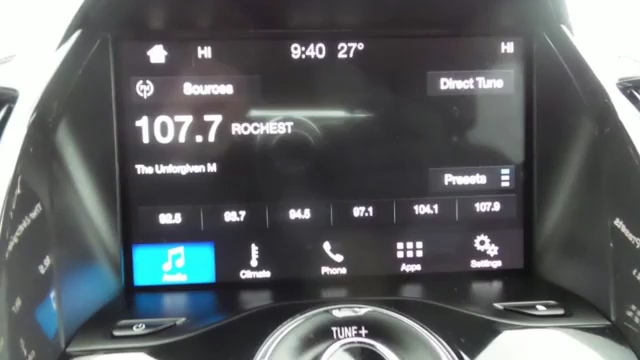 HI 9:40 27° HI
Sources Direct Tune
107.7 ROCHEST
The Unforgiven M
Presets
92.5 93.7 94.5 97.1 104.1 107.9
Audio Climate Phone Apps Settings
TUNE+